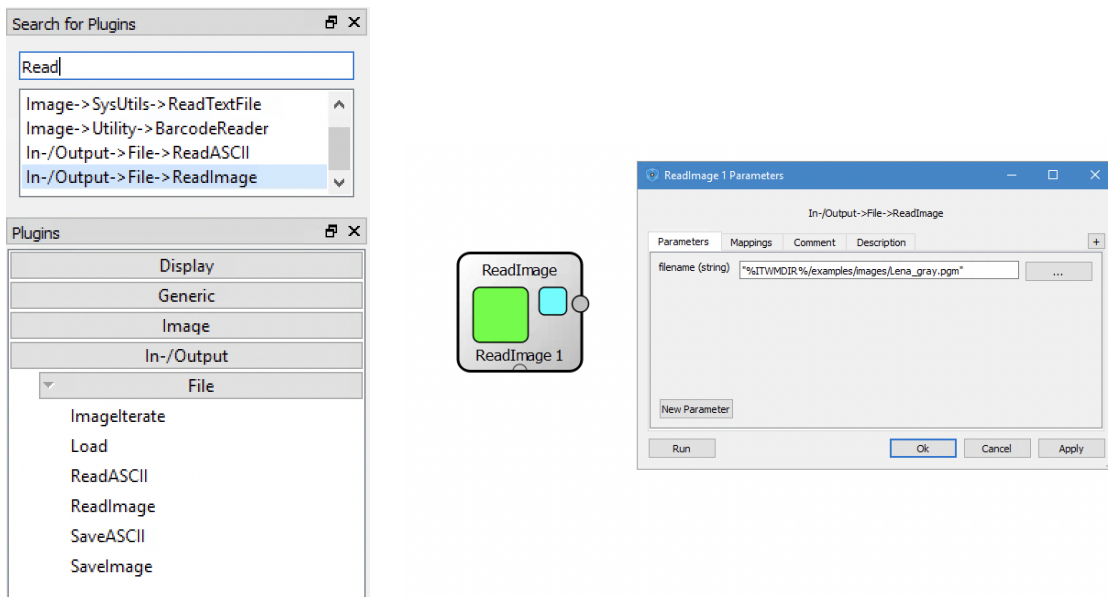 Search for Plugins
Read
Image->SysUtils->ReadTextFile
Image->Utility->BarcodeReader
In-/Output->File->ReadASCII
In-/Output->File->ReadImage
Plugins
Display
Generic
Image
In-/Output
File
ImageIterate
Load
ReadASCII
ReadImage
SaveASCII
SaveImage
ReadImage
ReadImage 1
ReadImage 1 Parameters
In-/Output->File->ReadImage
Parameters Mappings Comment Description +
filename (string) "%ITWMDIR%/examples/images/Lena_gray.pgm" ...
New Parameter
Run Ok Cancel Apply